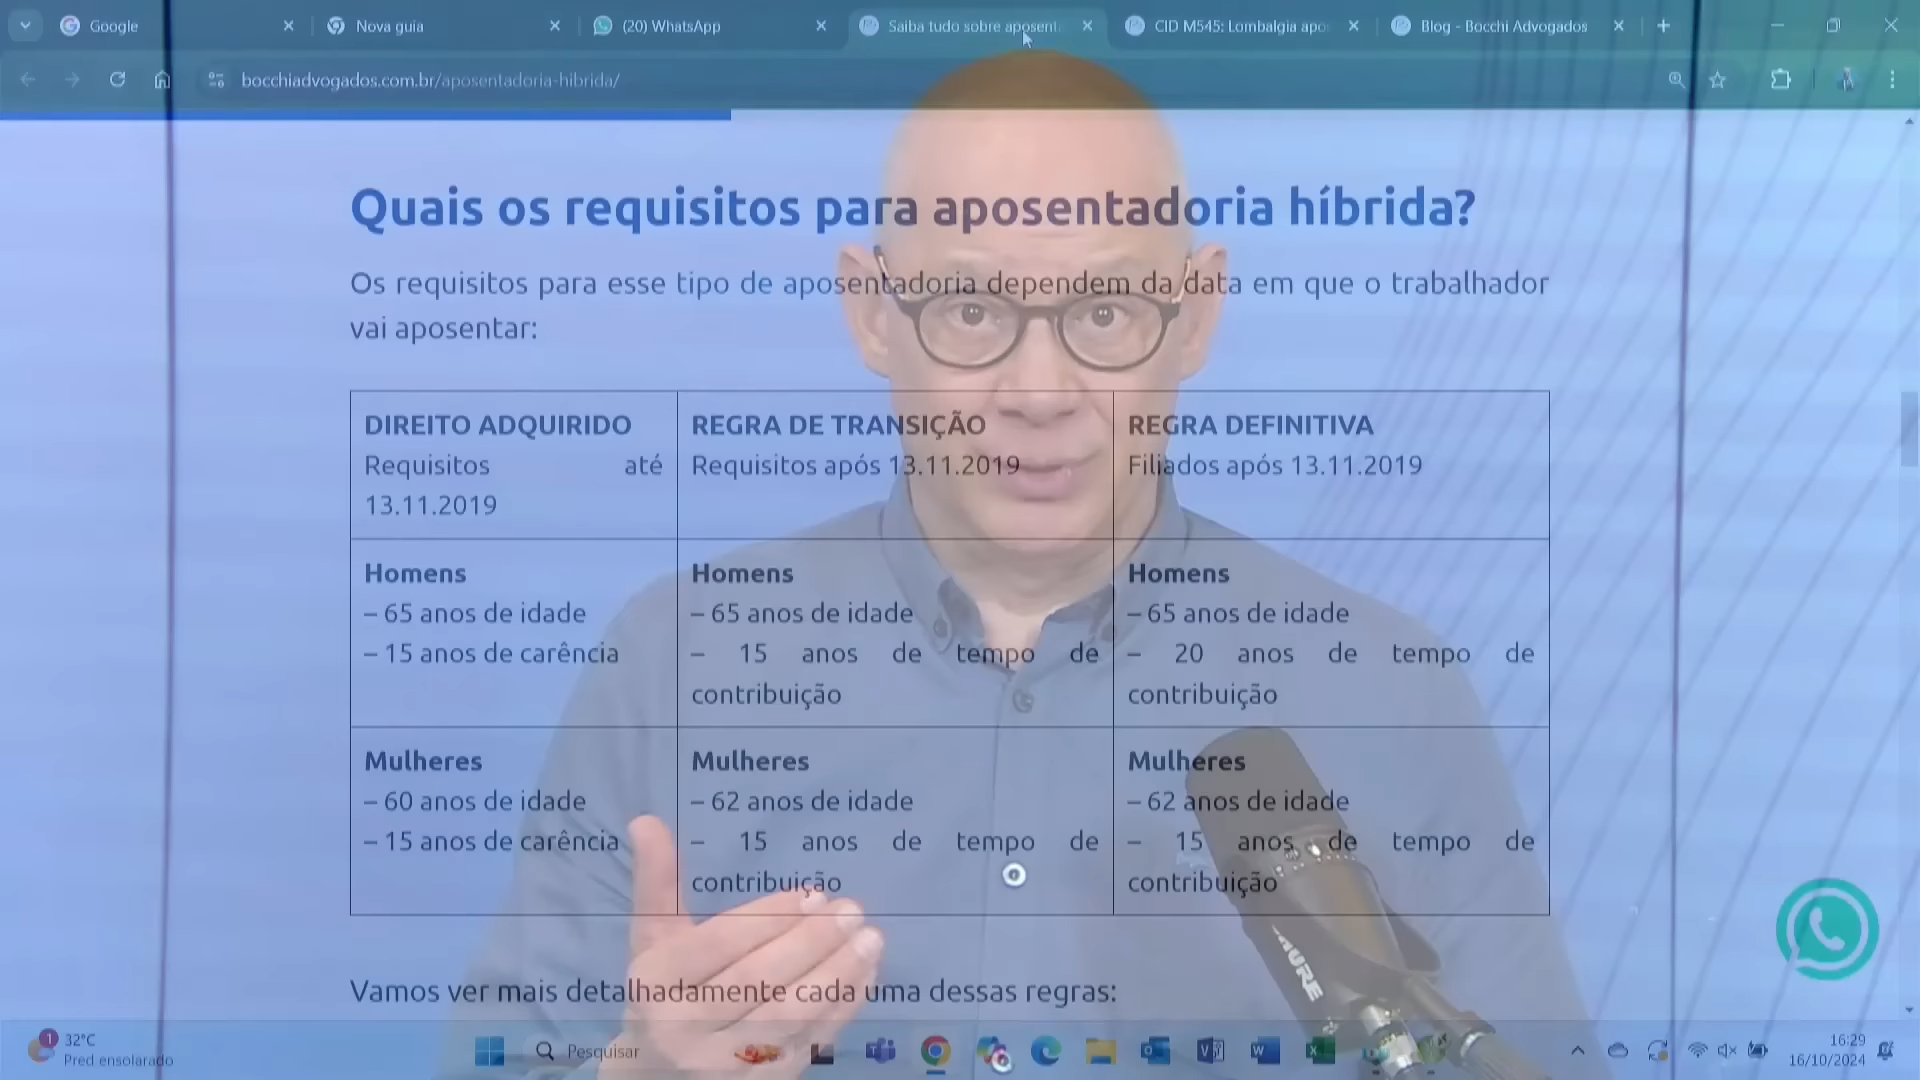 Google
Nova guia
(20) WhatsApp
Saiba tudo sobre aposent
CID M545: Lombalgia apo
Blog - Bocchi Advogados
bocchiadvogados.com.br/aposentadoria-hibrida/
Quais os requisitos para aposentadoria híbrida?
Os requisitos para esse tipo de aposentadoria dependem da data em que o trabalhador
vai aposentar:
DIREITO ADQUIRIDO
Requisitos até
13.11.2019
REGRA DE TRANSIÇÃO
Requisitos após 13.11.2019
REGRA DEFINITIVA
Filiados após 13.11.2019
Homens
– 65 anos de idade
– 15 anos de carência
Homens
– 65 anos de idade
– 15 anos de tempo de
contribuição
Homens
– 65 anos de idade
– 20 anos de tempo de
contribuição
Mulheres
– 60 anos de idade
– 15 anos de carência
Mulheres
– 62 anos de idade
– 15 anos de tempo de
contribuição
Mulheres
– 62 anos de idade
– 15 anos de tempo de
contribuição
Vamos ver mais detalhadamente cada uma dessas regras:
SHURE
1
32°C
Pred ensolarado
Pesquisar
16:29
16/10/2024